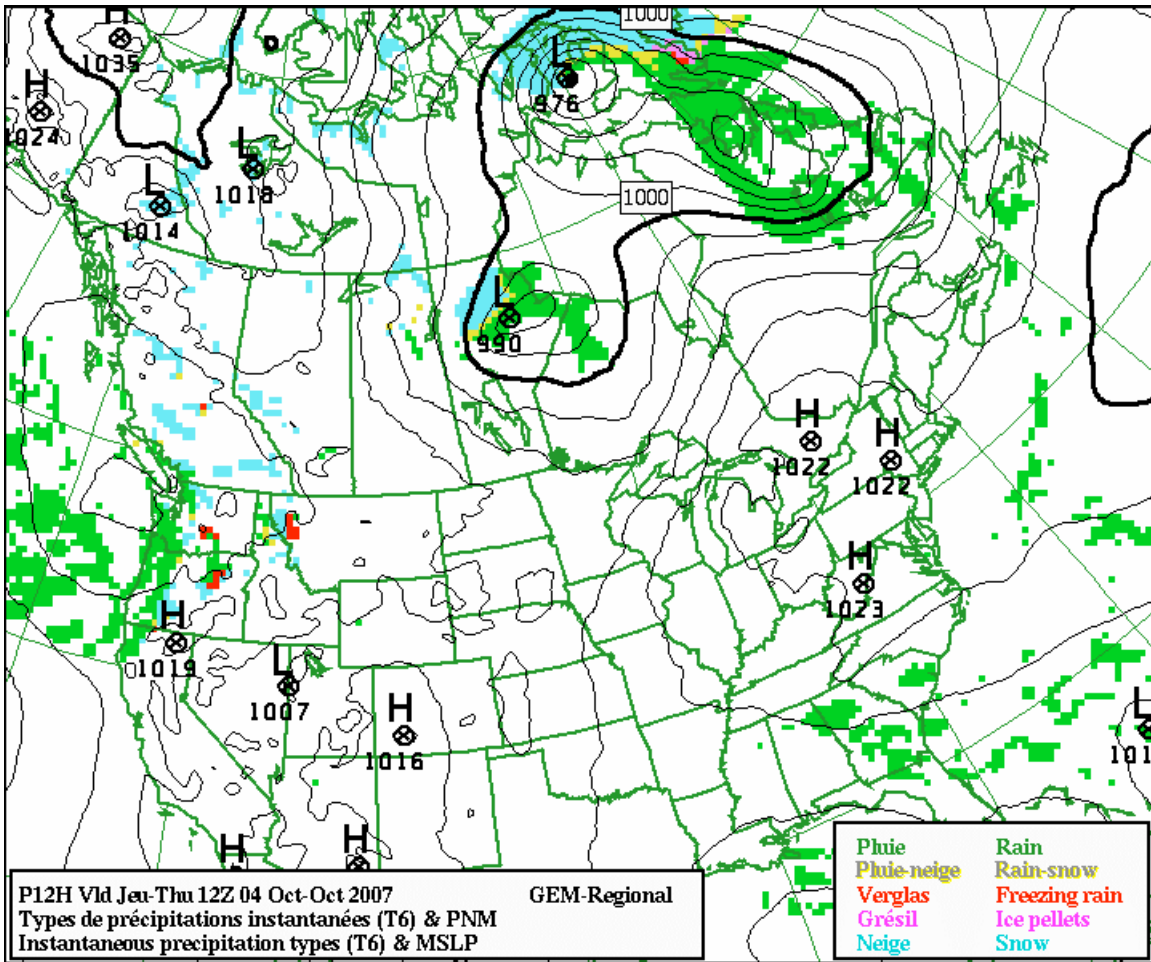 H
1035
H
1024
L
1018
L
1014
L
976
1000
1000
L
990
H
1022
H
1022
H
1023
H
1019
L
1007
H
1016
L
101
H
H
P12H Vld Jeu-Thu 12Z 04 Oct-Oct 2007 GEM-Regional
Types de précipitations instantanées (T6) & PNM
Instantaneous precipitation types (T6) & MSLP
Pluie Rain
Pluie-neige Rain-snow
Verglas Freezing rain
Grésil Ice pellets
Neige Snow